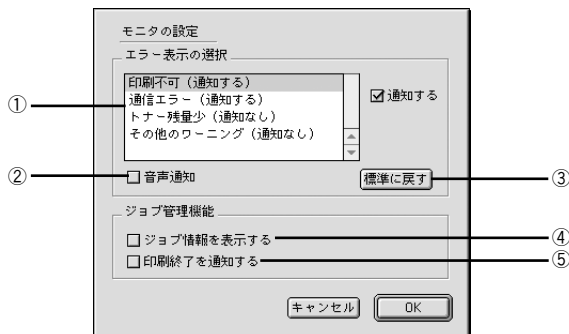 モニタの設定
エラー表示の選択
印刷不可（通知する）
通信エラー（通知する）
トナー残量少（通知なし）
その他のワーニング（通知なし）
通知する
音声通知
標準に戻す
ジョブ管理機能
ジョブ情報を表示する
印刷終了を通知する
キャンセル
OK
①
②
③
④
⑤